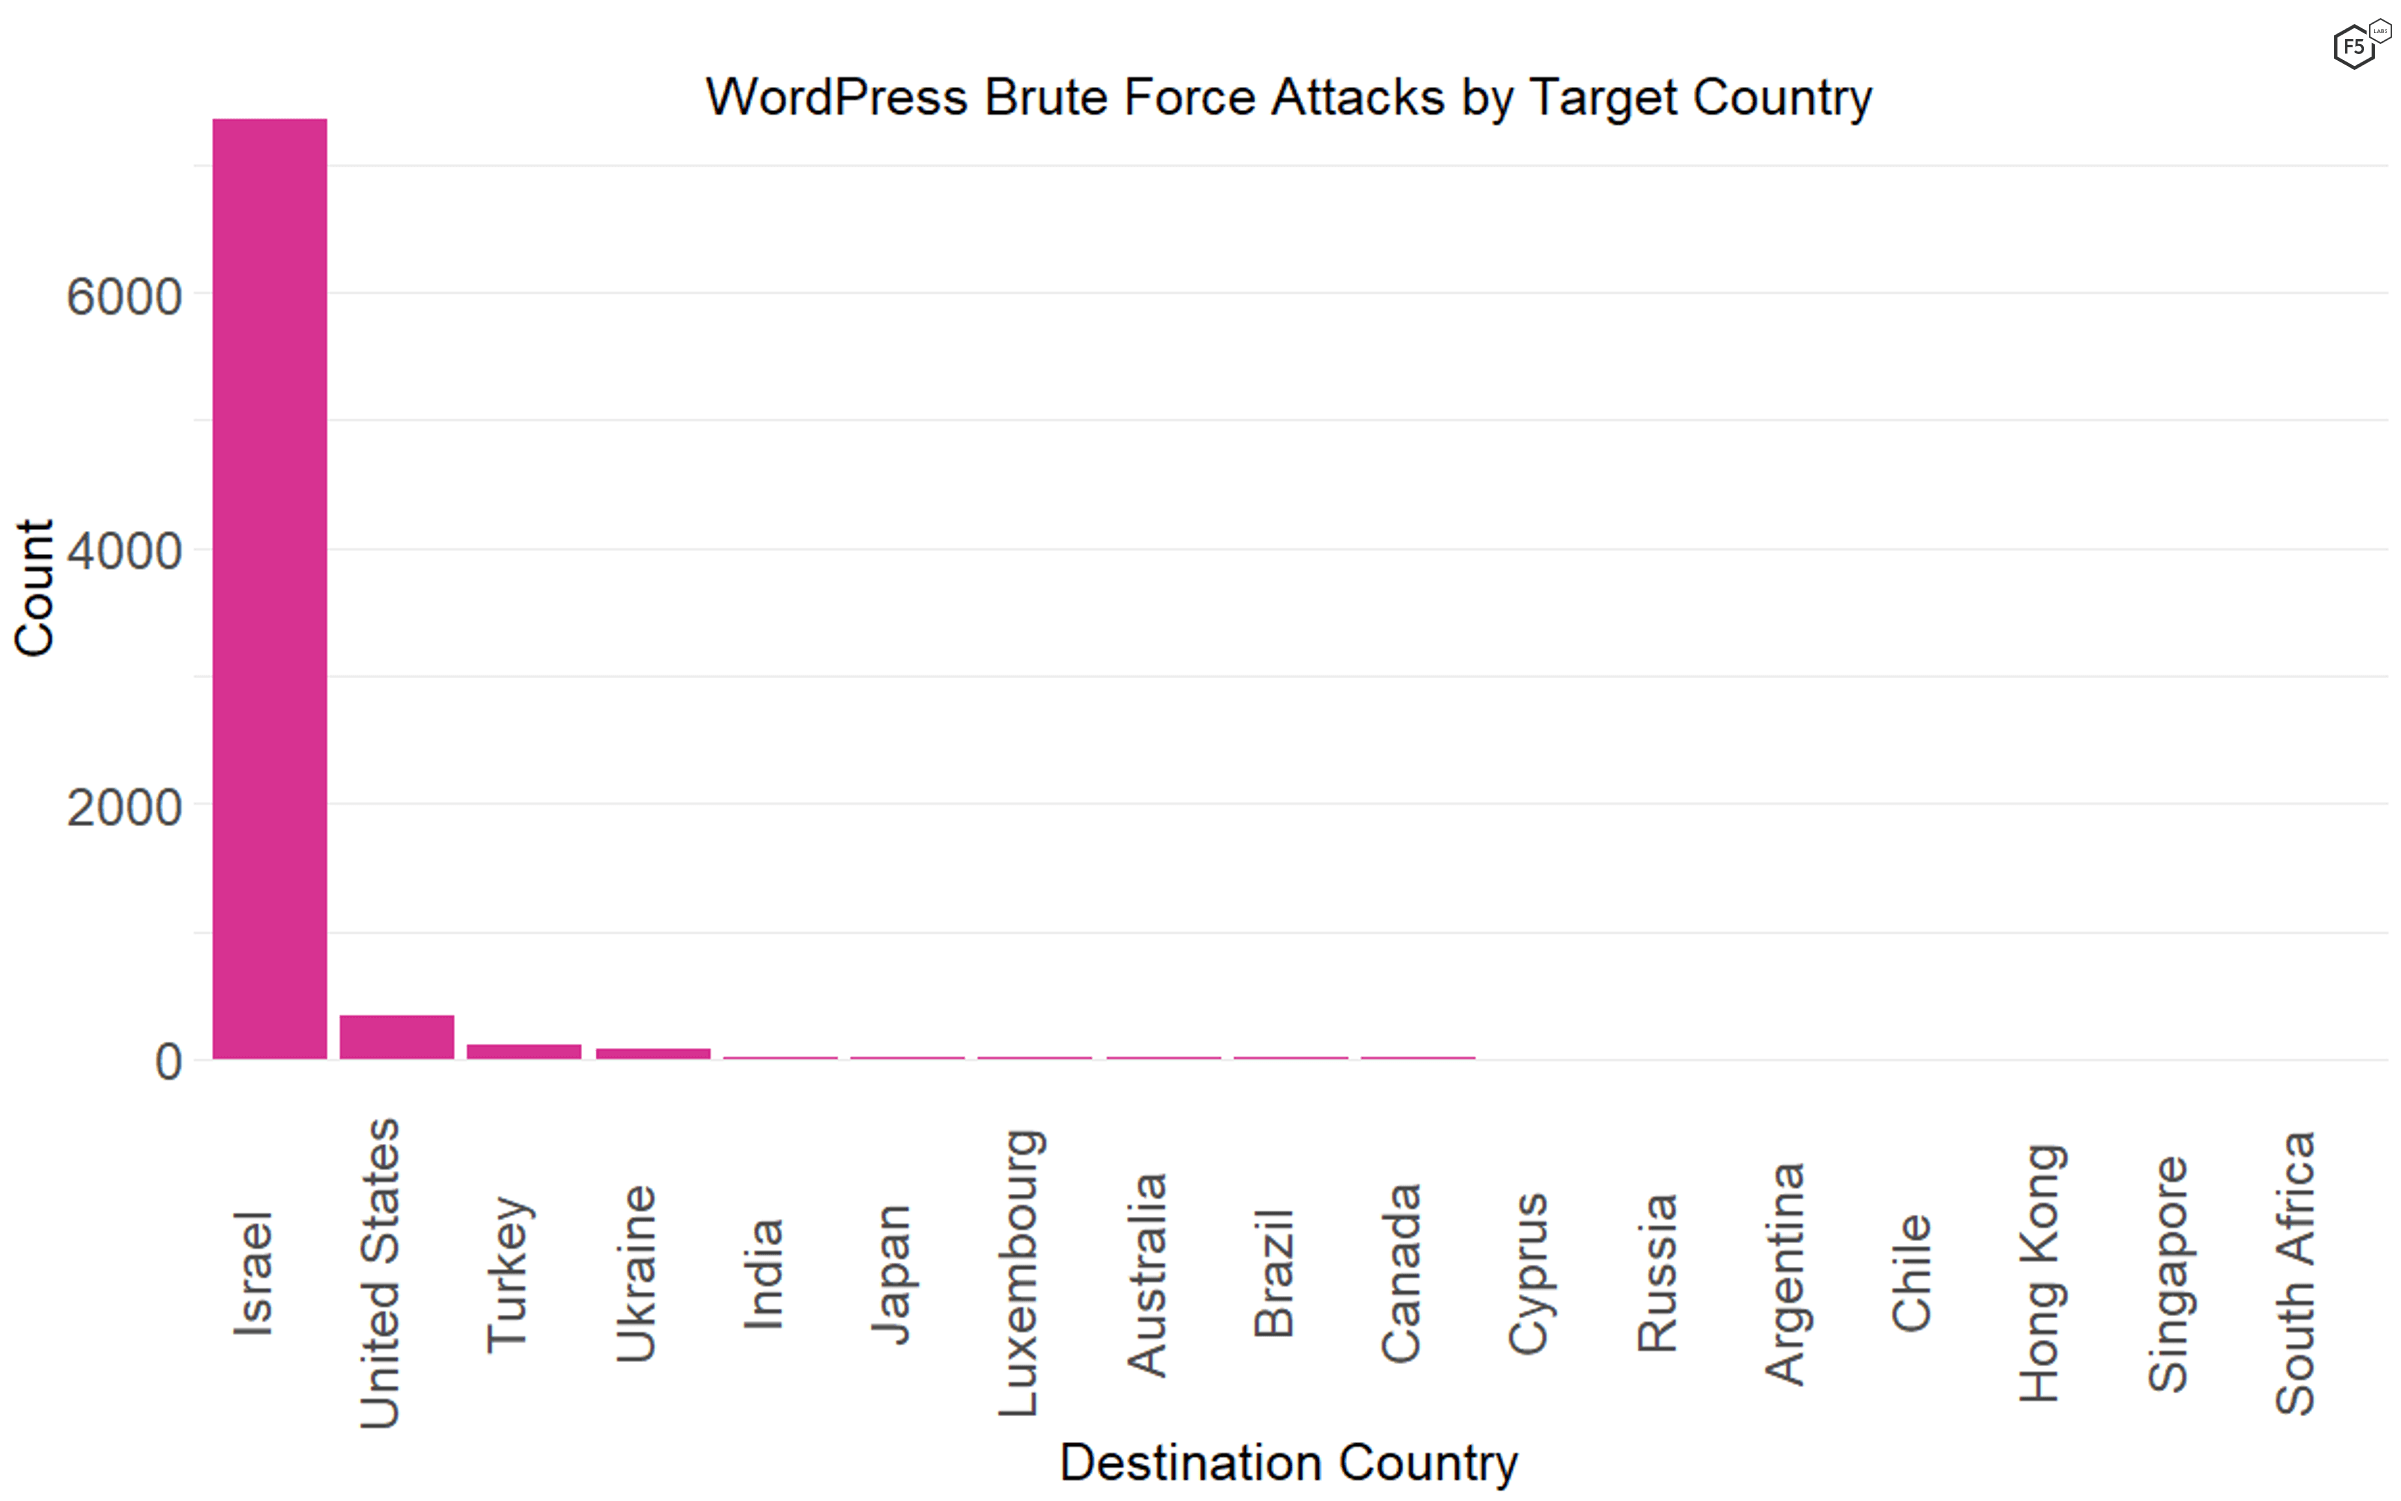 F5
LABS
WordPress Brute Force Attacks by Target Country
Count
6000
4000
2000
0
Israel
United States
Turkey
Ukraine
India
Japan
Luxembourg
Australia
Brazil
Canada
Cyprus
Russia
Argentina
Chile
Hong Kong
Singapore
South Africa
Destination Country